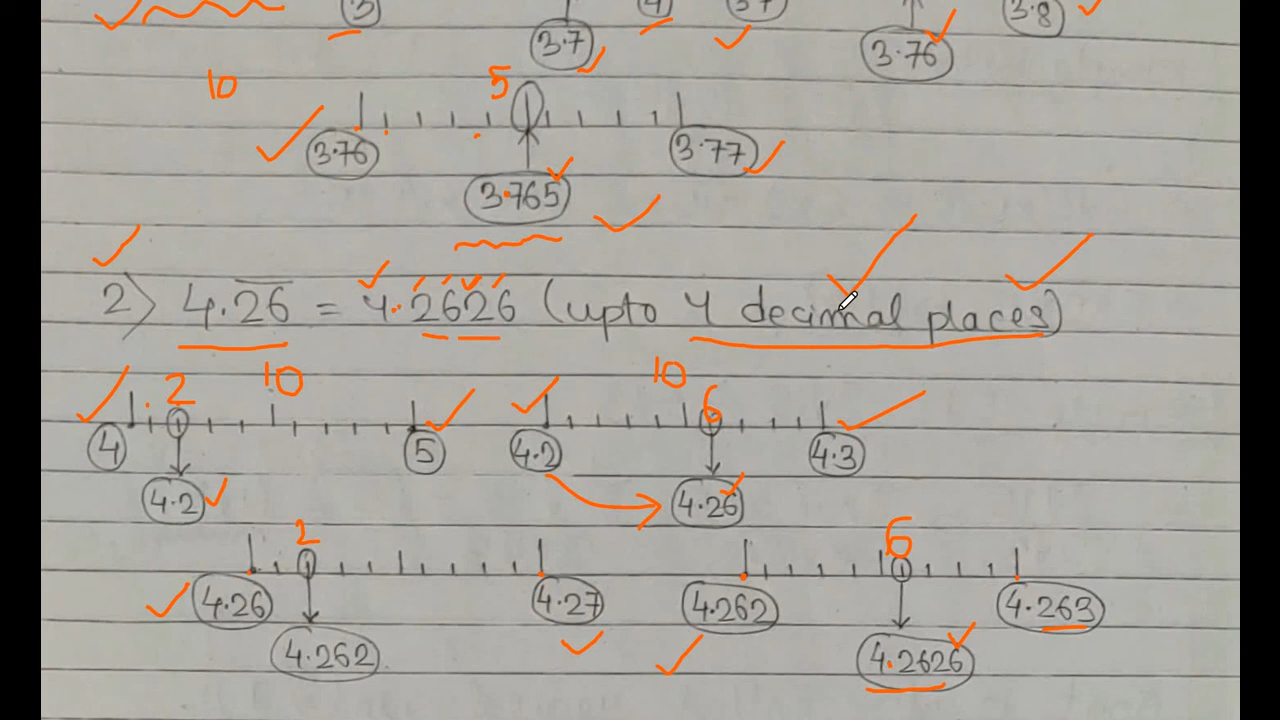 3.7 3.76 3.8
10 5
3.76 3.77
3.765
2) 4.26̅ = 4.2626 (upto 4 decimal places)
2 10 10 6
4 5 4.2 4.3
4.2 4.26
2 6
4.26 4.27 4.262 4.263
4.262 4.2626